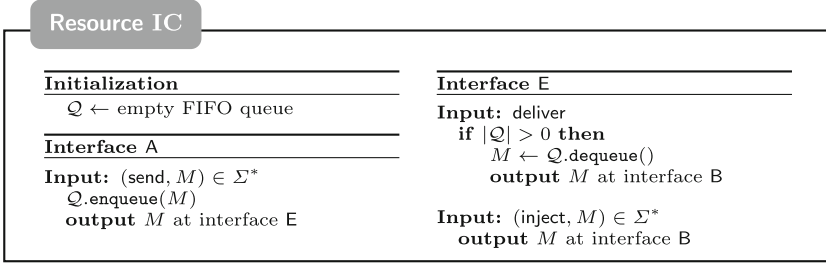 Resource IC
Initialization
𝒬 ← empty FIFO queue
Interface A
Input: (send, M) ∈ Σ*
𝒬.enqueue(M)
output M at interface E
Interface E
Input: deliver
if |𝒬| > 0 then
M ← 𝒬.dequeue()
output M at interface B
Input: (inject, M) ∈ Σ*
output M at interface B